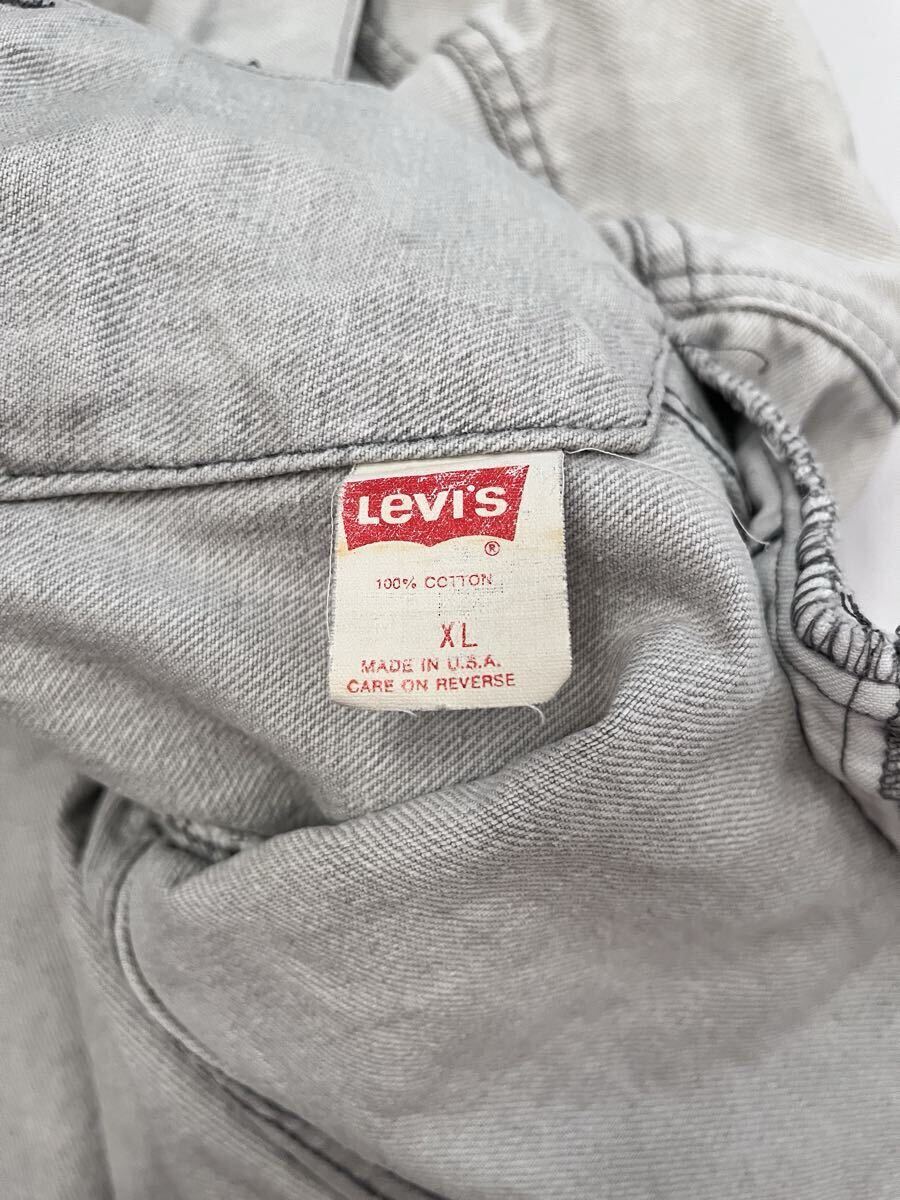 Levi's
®
100% COTTON
XL
MADE IN U.S.A.
CARE ON REVERSE